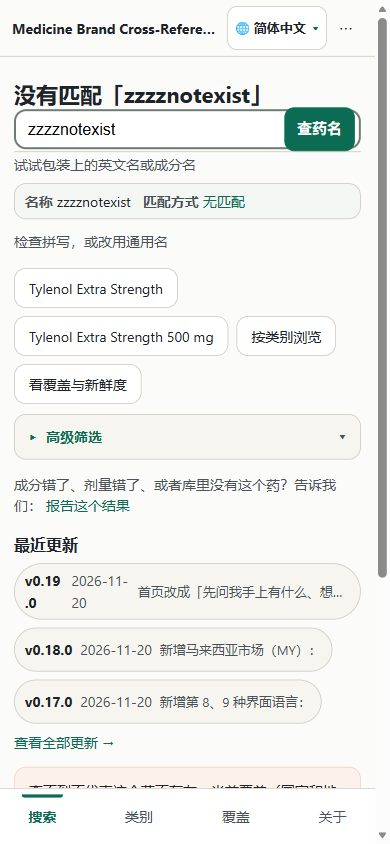 Medicine Brand Cross-Refere...
🌐 简体中文 ▾
···
没有匹配「zzzznotexist」
zzzznotexist
查药名
试试包装上的英文名或成分名
名称 zzzznotexist 匹配方式 无匹配
检查拼写，或改用通用名
Tylenol Extra Strength
Tylenol Extra Strength 500 mg
按类别浏览
看覆盖与新鲜度
▸ 高级筛选 ▾
成分错了、剂量错了、或者库里没有这个药？告诉我
们： 报告这个结果
最近更新
v0.19.0 2026-11-20 首页改成「先问我手上有什么、想...
v0.18.0 2026-11-20 新增马来西亚市场（MY）：
v0.17.0 2026-11-20 新增第 8、9 种界面语言：
查看全部更新 →
搜索
类别
覆盖
关于